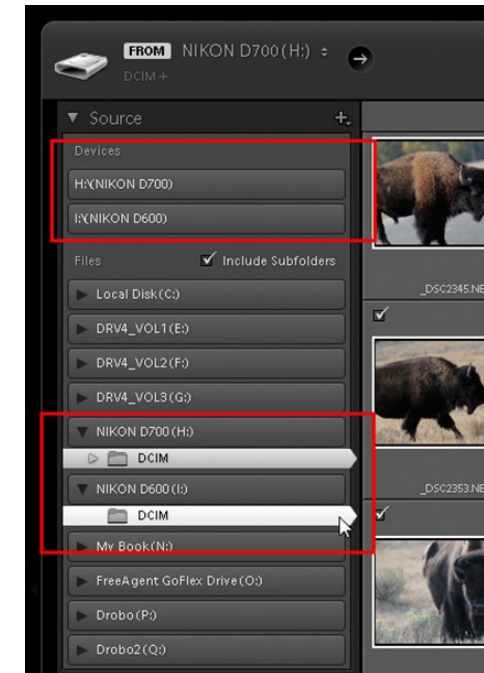 FROM NIKON D700(H:)
DCIM +
Source
Devices
H:\(NIKON D700)
I:\(NIKON D600)
Files Include Subfolders
Local Disk(C:)
_DSC2345.NE
DRV4_VOL1(E:)
DRV4_VOL2(F:)
DRV4_VOL3(G:)
NIKON D700(H:)
DCIM
NIKON D600(I:)
_DSC2353.NE
DCIM
My Book(N:)
FreeAgent GoFlex Drive(O:)
Drobo(P:)
Drobo2(Q:)